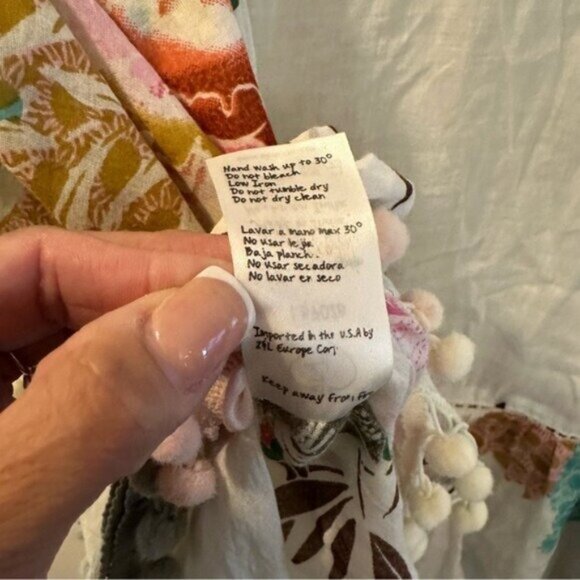 Hand wash up to 30°
Do not bleach
Low Iron
Do not tumble dry
Do not dry clean
Lavar a mano max 30°
No usar lejia
Baja planch.
No usar secadora
No lavar en seco
Imported in the U.S.A by
Europe
Keep away from